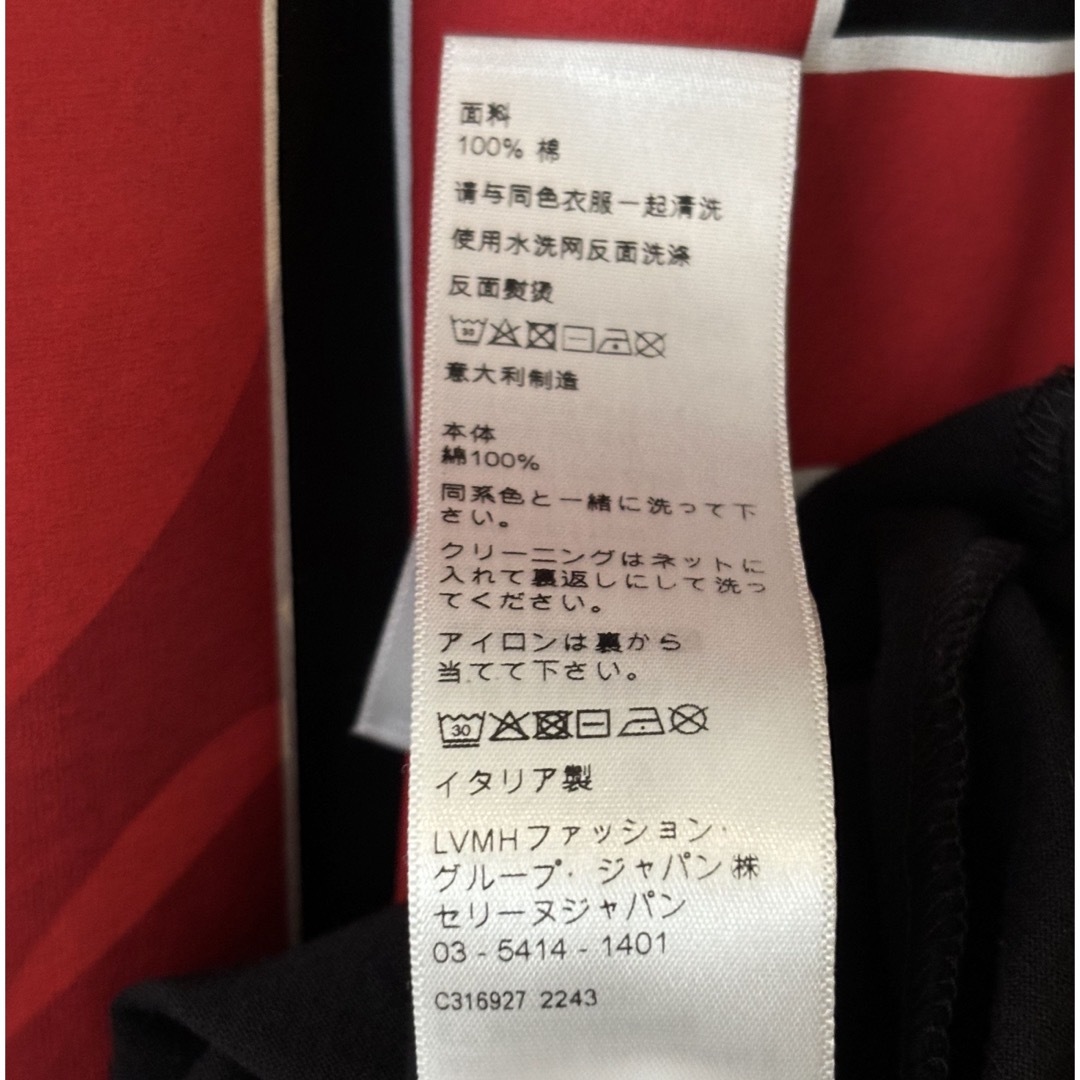 面料
100% 棉
请与同色衣服一起清洗
使用水洗网反面洗涤
反面熨烫
30
意大利制造
本体
綿100%
同系色と一緒に洗って下
さい。
クリーニングはネットに
入れて裏返しにして洗っ
てください。
アイロンは裏から
当てて下さい。
30
イタリア製
LVMHファッション・
グループ・ジャパン㈱
セリーヌジャパン
03 - 5414 - 1401
C316927 2243